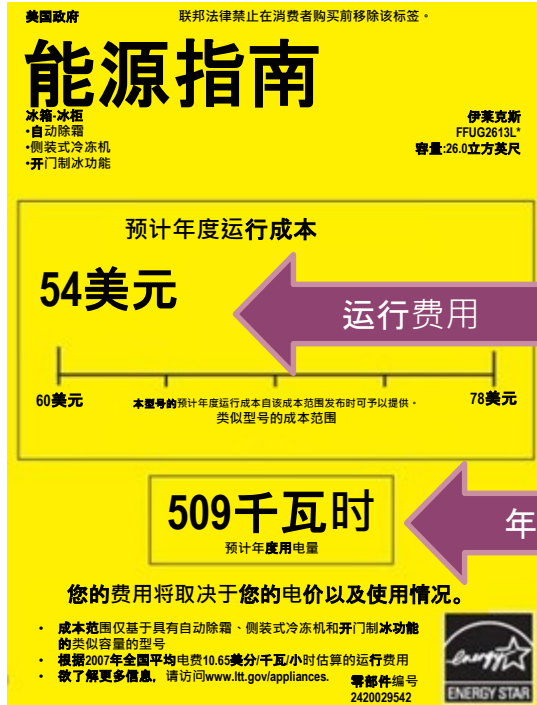 美国政府
联邦法律禁止在消费者购买前移除该标签。
能源指南
冰箱-冰柜
•自动除霜
•侧装式冷冻机
•开门制冰功能
伊莱克斯
FFUG2613L*
容量:26.0立方英尺
预计年度运行成本
54美元
运行费用
60美元
78美元
本型号的预计年度运行成本自该成本范围发布时可予以提供。
类似型号的成本范围
509千瓦时
预计年度用电量
年
您的费用将取决于您的电价以及使用情况。
• 成本范围仅基于具有自动除霜、侧装式冷冻机和开门制冰功能
的类似容量的型号
• 根据2007年全国平均电费10.65美分/千瓦/小时估算的运行费用
• 欲了解更多信息，请访问www.ltt.gov/appliances.
零部件编号
2420029542
energy
ENERGY STAR